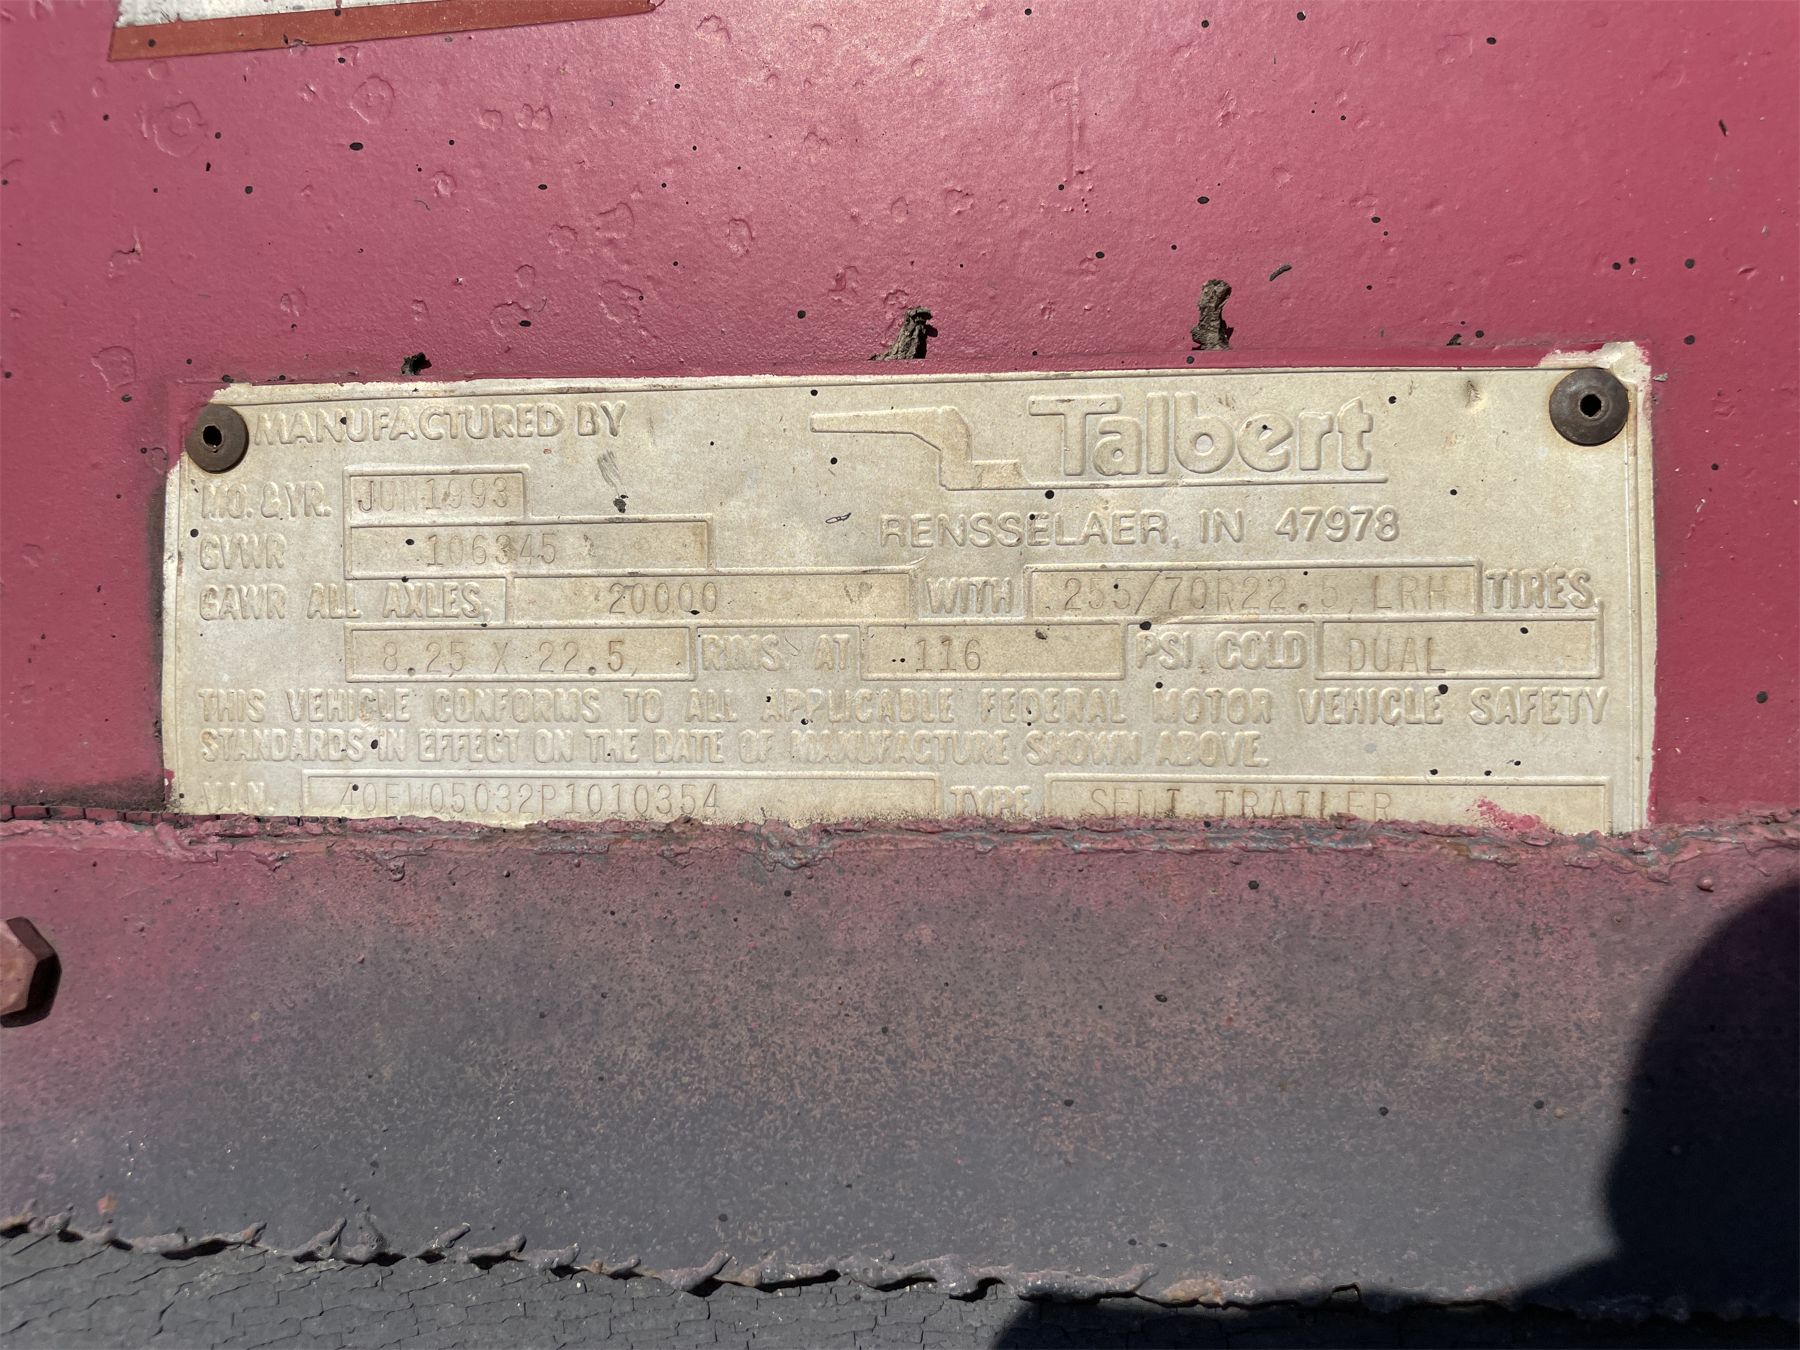 MANUFACTURED BY Talbert
MO. & YR. JUN1993 RENSSELAER, IN 47978
GVWR 106345
GAWR ALL AXLES, 20000 WITH 255/70R22.5, LRH TIRES,
8.25 X 22.5, RIMS AT 116 PSI COLD DUAL
THIS VEHICLE CONFORMS TO ALL APPLICABLE FEDERAL MOTOR VEHICLE SAFETY
STANDARDS IN EFFECT ON THE DATE OF MANUFACTURE SHOWN ABOVE.
V.I.N. 40FW05032P1010354 TYPE SEMI TRAILER